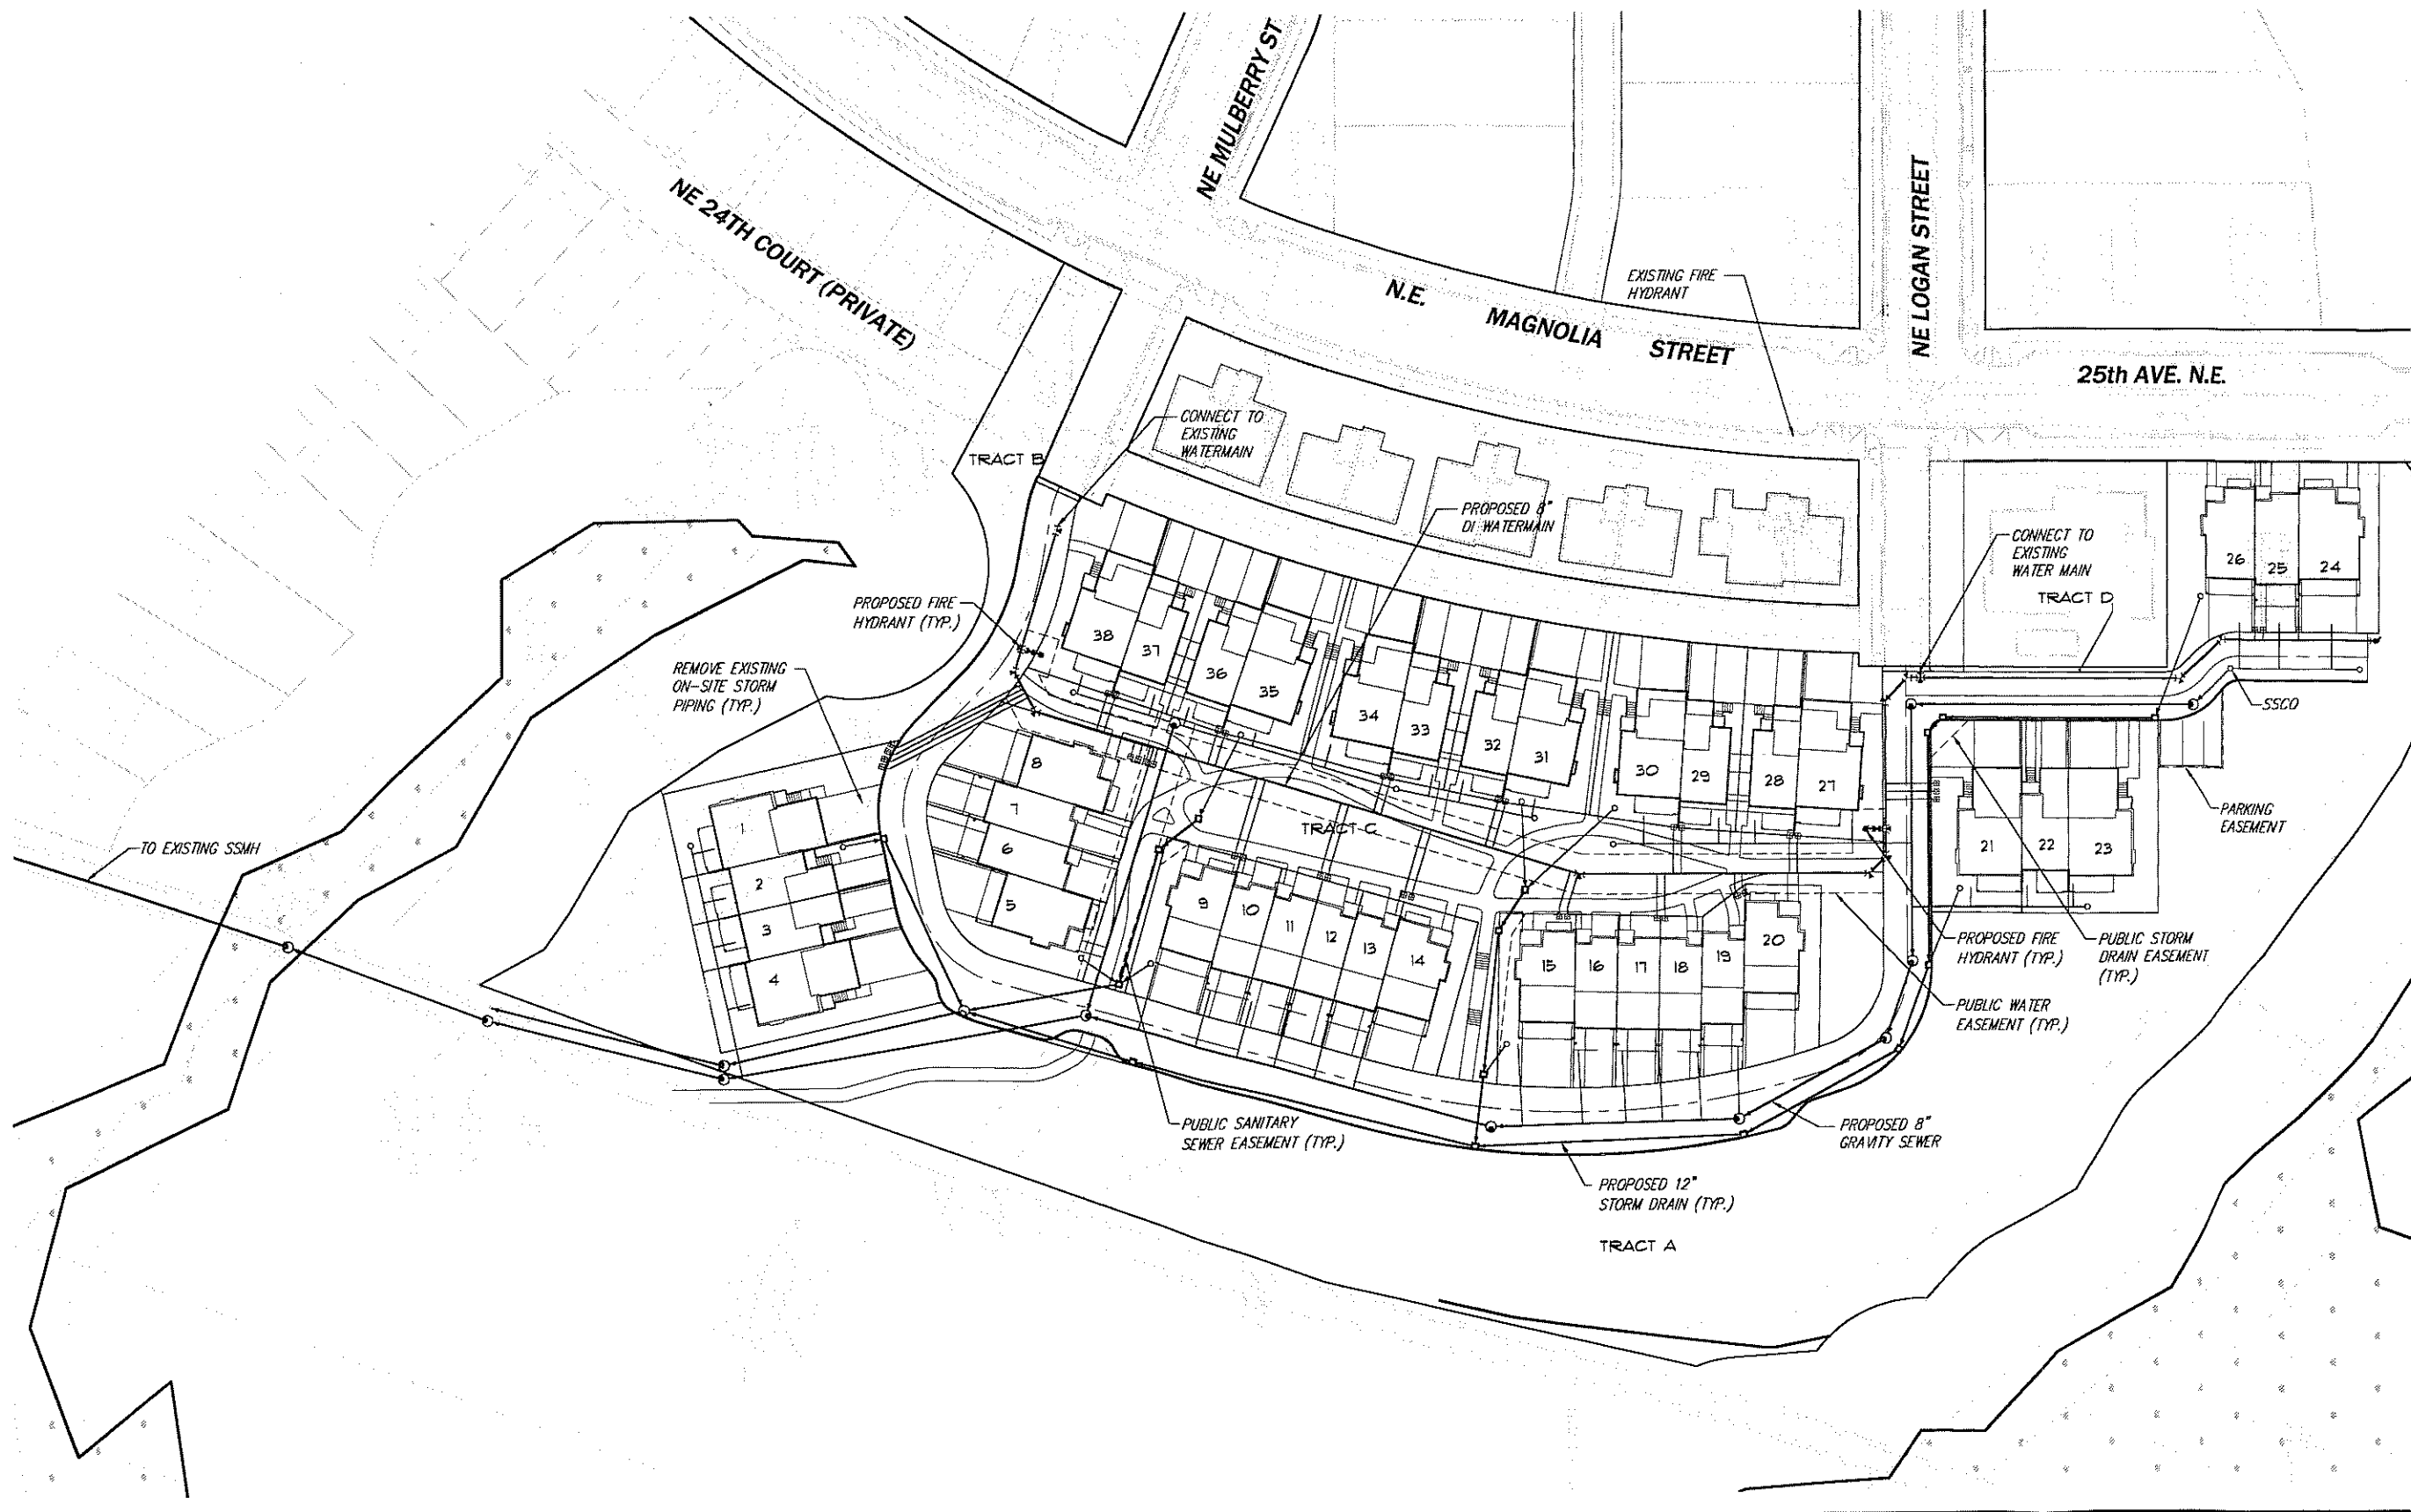 NE MULBERRY ST
NE 24TH COURT (PRIVATE)
N.E. MAGNOLIA STREET
EXISTING FIRE
HYDRANT
NE LOGAN STREET
25th AVE. N.E.
CONNECT TO
EXISTING
WATERMAIN
TRACT B
PROPOSED 8"
DI WATERMAIN
CONNECT TO
EXISTING
WATER MAIN
TRACT D
26
25
24
PROPOSED FIRE
HYDRANT (TYP.)
REMOVE EXISTING
ON-SITE STORM
PIPING (TYP.)
38
37
36
35
34
33
32
31
30
29
28
27
SSCO
PARKING
EASEMENT
8
7
6
5
TRACT C
1
2
3
4
TO EXISTING SSMH
9
10
11
12
13
14
15
16
17
18
19
20
21
22
23
PROPOSED FIRE
HYDRANT (TYP.)
PUBLIC STORM
DRAIN EASEMENT
(TYP.)
PUBLIC WATER
EASEMENT (TYP.)
PUBLIC SANITARY
SEWER EASEMENT (TYP.)
PROPOSED 8"
GRAVITY SEWER
PROPOSED 12"
STORM DRAIN (TYP.)
TRACT A